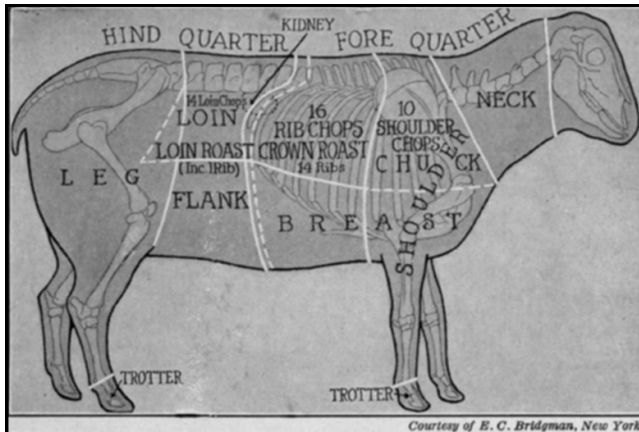 HIND QUARTER
KIDNEY
FORE QUARTER
14 Loin Chops
LOIN
LOIN ROAST
(Inc. 1 Rib)
16
RIB CHOPS
CROWN ROAST
14 Ribs
10
SHOULDER
CHOPS
CHUCK
NECK
LEG
FLANK
BREAST
SHOULDER
TROTTER
TROTTER
Courtesy of E. C. Bridgman, New York